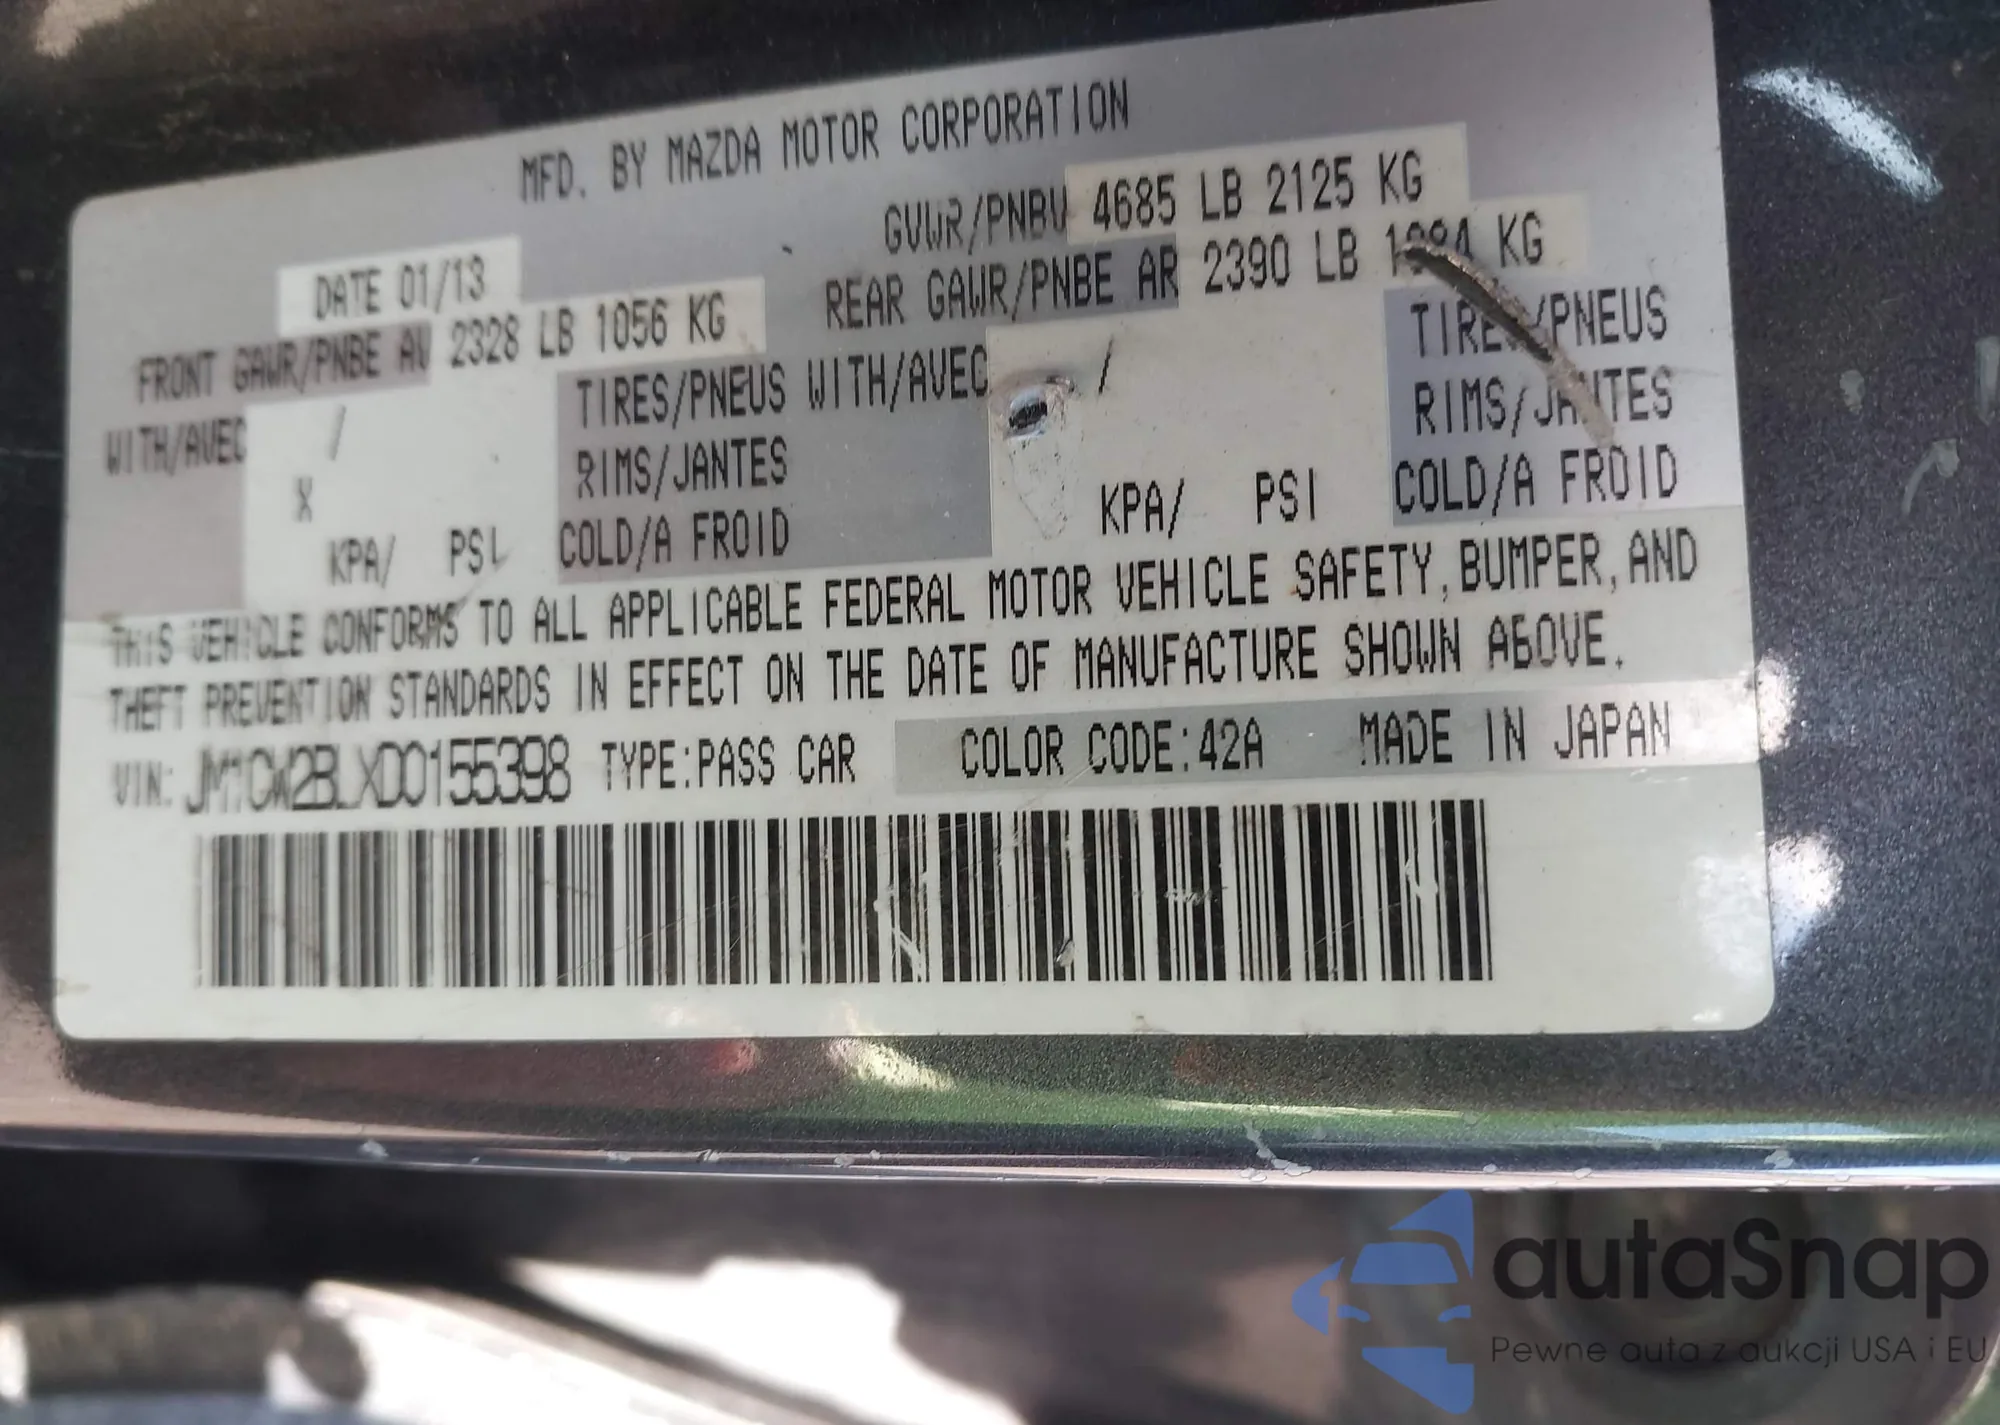 MFD. BY MAZDA MOTOR CORPORATION
DATE 01/13 GVWR/PNBV 4685 LB 2125 KG
FRONT GAWR/PNBE AV 2328 LB 1056 KG REAR GAWR/PNBE AR 2390 LB 1084 KG
WITH/AVEC / TIRES/PNEUS WITH/AVEC / TIRES/PNEUS
X RIMS/JANTES RIMS/JANTES
KPA/ PSI COLD/A FROID KPA/ PSI COLD/A FROID
THIS VEHICLE CONFORMS TO ALL APPLICABLE FEDERAL MOTOR VEHICLE SAFETY, BUMPER, AND
THEFT PREVENTION STANDARDS IN EFFECT ON THE DATE OF MANUFACTURE SHOWN ABOVE.
VIN: JM1CW2BLXD0155398 TYPE:PASS CAR COLOR CODE:42A MADE IN JAPAN
autaSnap
Pewne auta z aukcji USA i EU